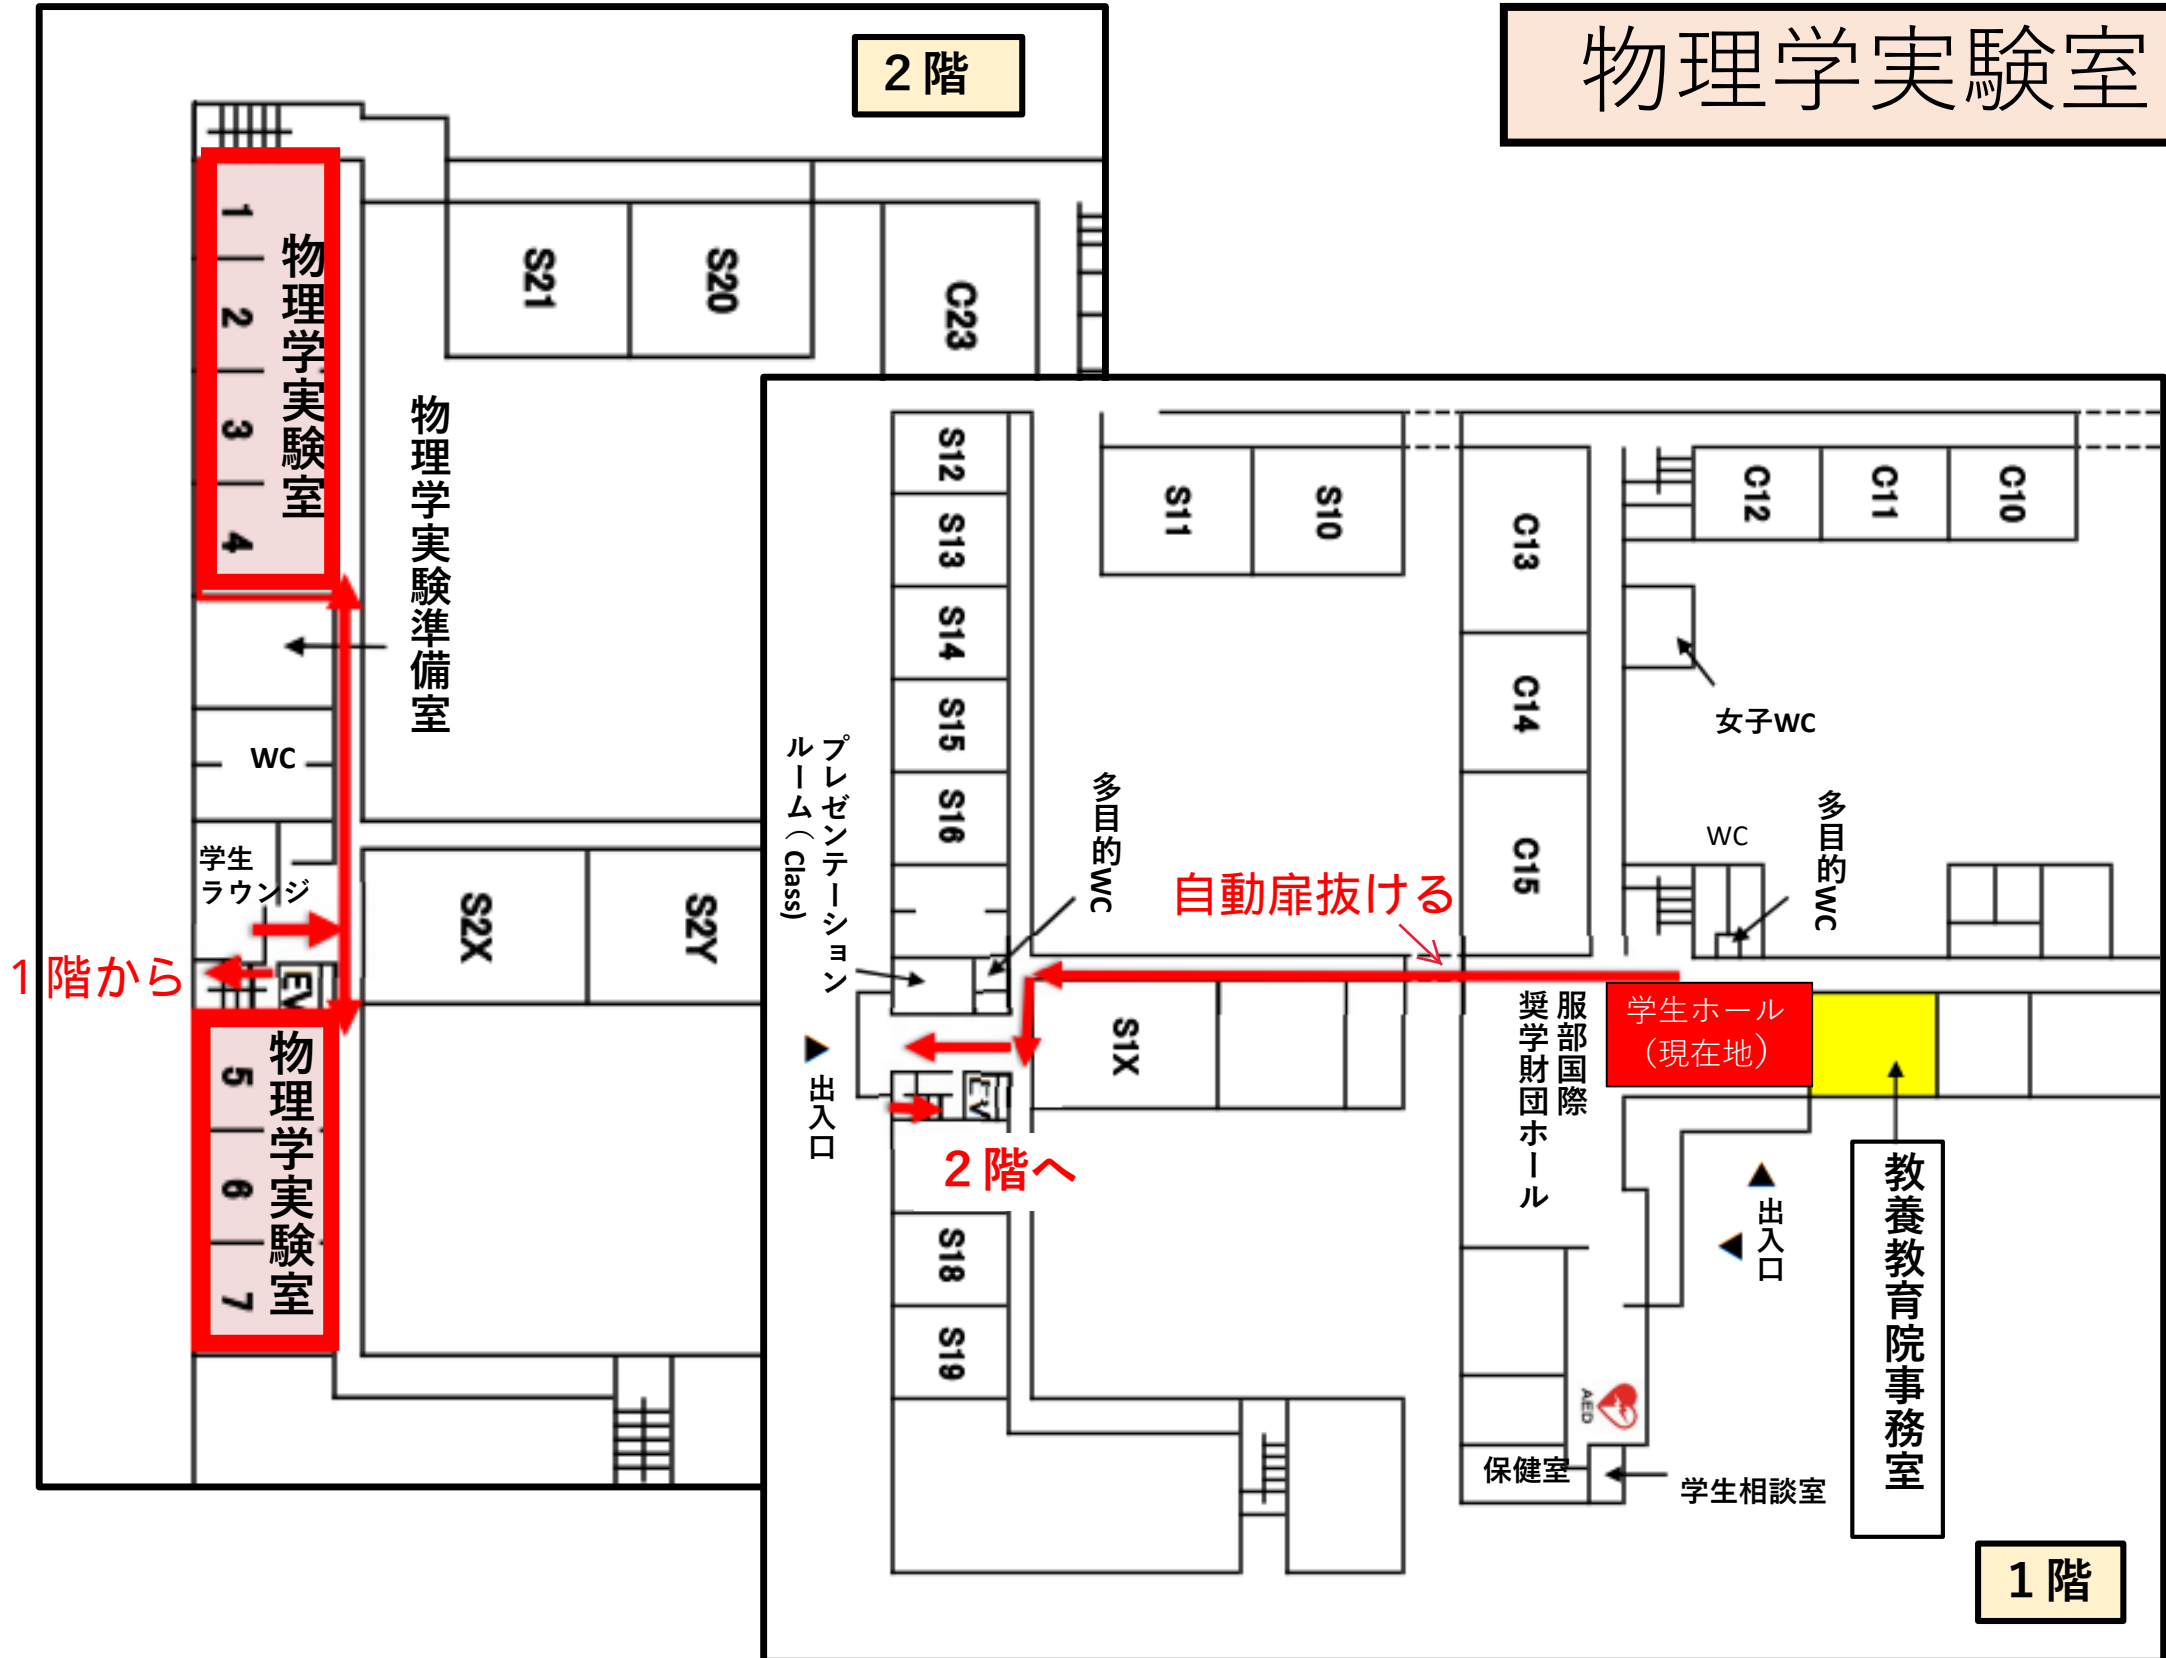 物理学実験室
2階
1
2
3
4
物理学実験室
S21
S20
C23
物理学実験準備室
WC
学生
ラウンジ
1階から
EV
S2X
S2Y
5
6
7
物理学実験室
S12
S13
S14
S15
S16
S11
S10
C13
C14
C15
C12
C11
C10
女子WC
WC
多目的WC
多目的WC
プレゼンテーション
ルーム（Class)
自動扉抜ける
出入口
EV
S1X
2階へ
服部国際
奨学財団ホール
学生ホール
（現在地）
S18
S19
出入口
教養教育院事務室
AED
保健室
学生相談室
1階